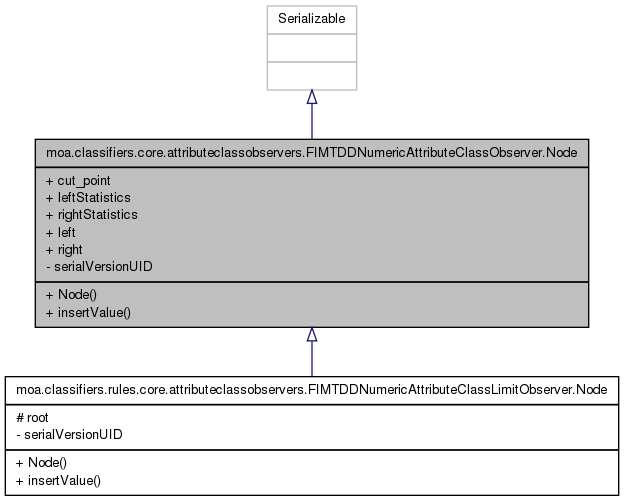 Serializable
moa.classifiers.core.attributeclassobservers.FIMTDDNumericAttributeClassObserver.Node
+ cut_point
+ leftStatistics
+ rightStatistics
+ left
+ right
- serialVersionUID
+ Node()
+ insertValue()
moa.classifiers.rules.core.attributeclassobservers.FIMTDDNumericAttributeClassLimitObserver.Node
# root
- serialVersionUID
+ Node()
+ insertValue()